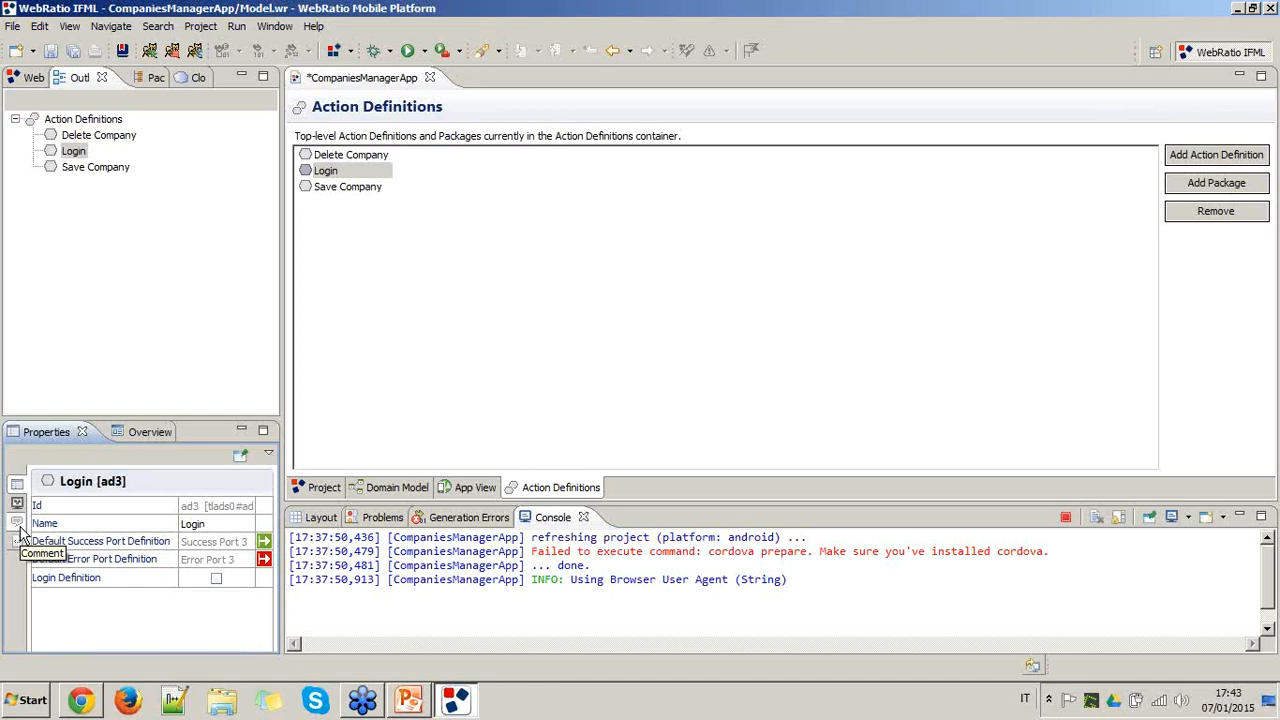 WebRatio IFML - CompaniesManagerApp/Model.wr - WebRatio Mobile Platform
File Edit View Navigate Search Project Run Window Help
WebRatio IFML
Web Outl Pac Clo
*CompaniesManagerApp
Action Definitions
Delete Company
Login
Save Company
Action Definitions
Top-level Action Definitions and Packages currently in the Action Definitions container.
Delete Company
Login
Save Company
Add Action Definition
Add Package
Remove
Project Domain Model App View Action Definitions
Properties Overview
Login [ad3]
Id ad3 [tlads0#ad
Name Login
Default Success Port Definition Success Port 3
Error Port Definition Error Port 3
Comment
Login Definition
Layout Problems Generation Errors Console
[17:37:50,436] [CompaniesManagerApp] refreshing project (platform: android) ...
[17:37:50,479] [CompaniesManagerApp] Failed to execute command: cordova prepare. Make sure you've installed cordova.
[17:37:50,481] [CompaniesManagerApp] ... done.
[17:37:50,913] [CompaniesManagerApp] INFO: Using Browser User Agent (String)
Start
IT
17:43
07/01/2015